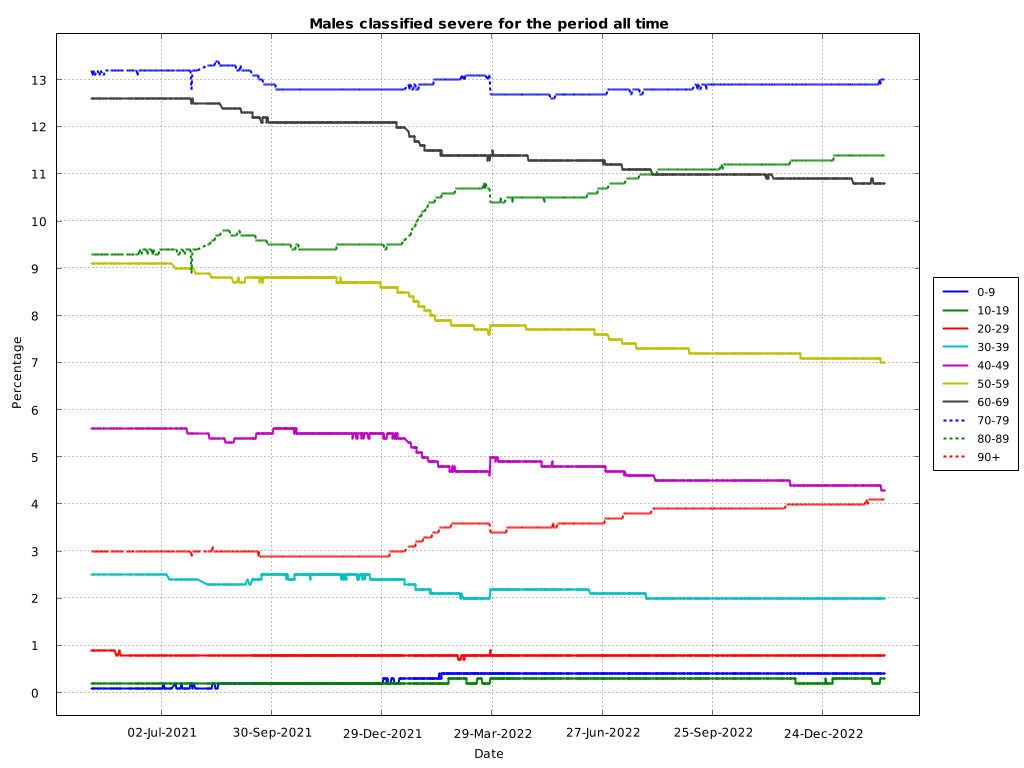 Males classified severe for the period all time
Percentage
13
12
11
10
9
8
7
6
5
4
3
2
1
0
02-Jul-2021
30-Sep-2021
29-Dec-2021
29-Mar-2022
27-Jun-2022
25-Sep-2022
24-Dec-2022
Date
0-9
10-19
20-29
30-39
40-49
50-59
60-69
70-79
80-89
90+